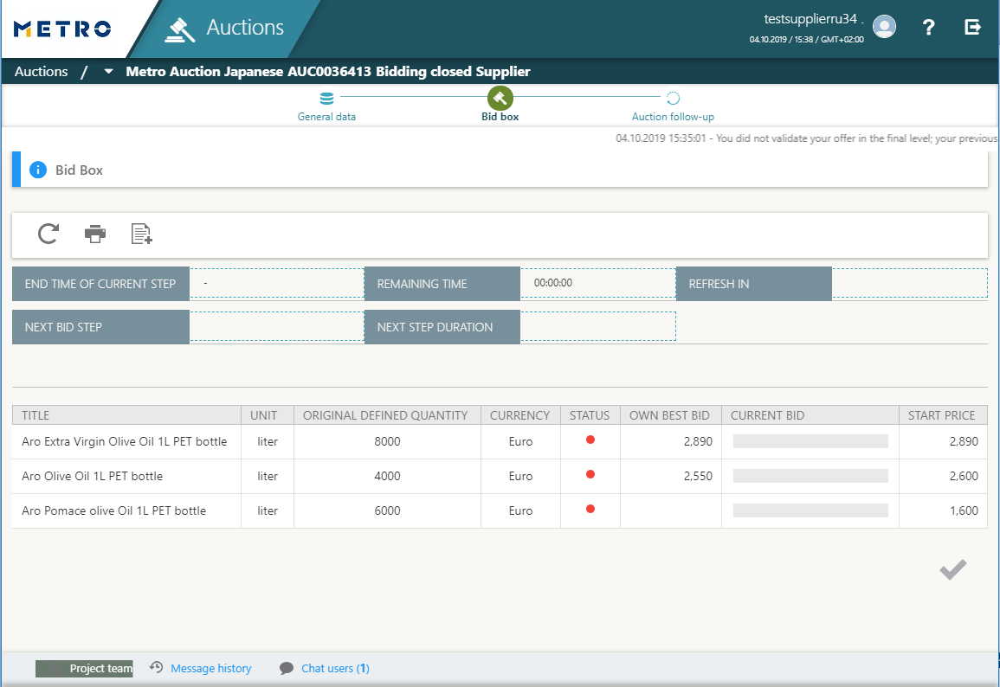 METRO
Auctions
testsupplierru34 .
04.10.2019 / 15:38 / GMT+02:00
?
Auctions / Metro Auction Japanese AUC0036413 Bidding closed Supplier
General data Bid box Auction follow-up
04.10.2019 15:35:01 - You did not validate your offer in the final level; your previous
i Bid Box
END TIME OF CURRENT STEP - REMAINING TIME 00:00:00 REFRESH IN
NEXT BID STEP NEXT STEP DURATION
TITLE UNIT ORIGINAL DEFINED QUANTITY CURRENCY STATUS OWN BEST BID CURRENT BID START PRICE
Aro Extra Virgin Olive Oil 1L PET bottle liter 8000 Euro 2,890 2,890
Aro Olive Oil 1L PET bottle liter 4000 Euro 2,550 2,600
Aro Pomace olive Oil 1L PET bottle liter 6000 Euro 1,600
Project team Message history Chat users (1)